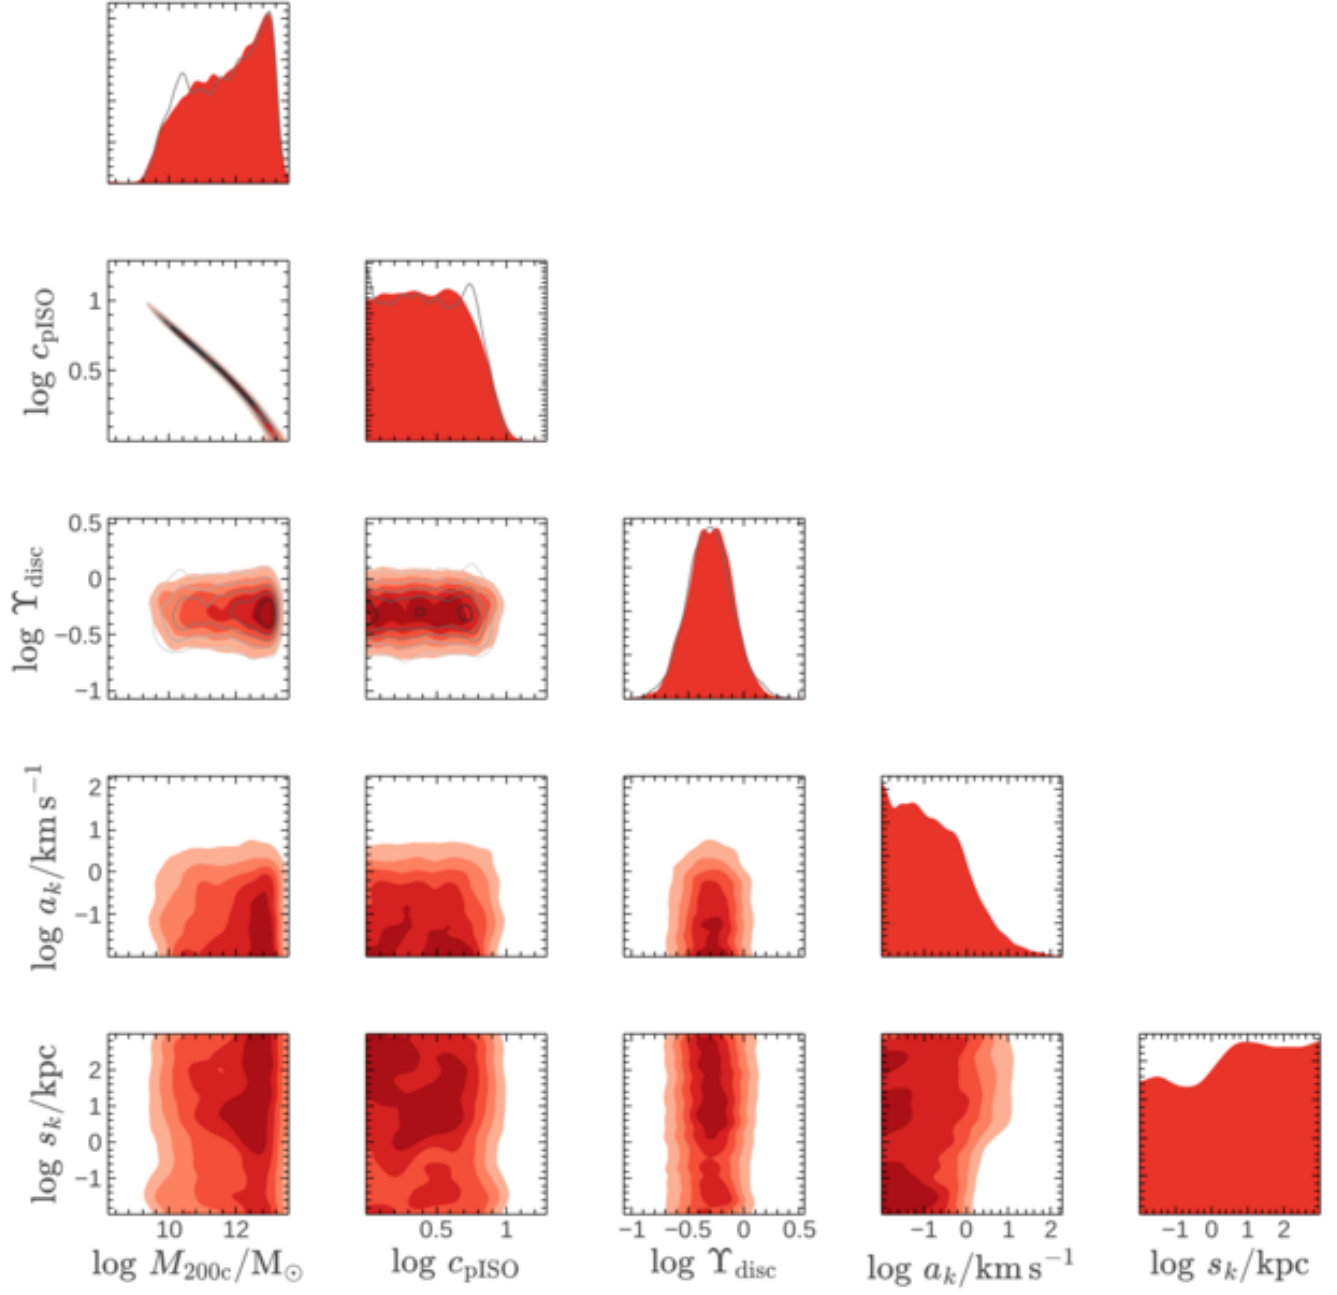 log c_pISO
1
0.5
log ϒ_disc
0.5
0
−0.5
−1
log a_k/km s^−1
2
1
0
−1
log s_k/kpc
2
1
0
−1
10 12 0.5 1 −1 −0.5 0 0.5 −1 0 1 2 −1 0 1 2
log M_200c/M_⊙ log c_pISO log ϒ_disc log a_k/km s^−1 log s_k/kpc